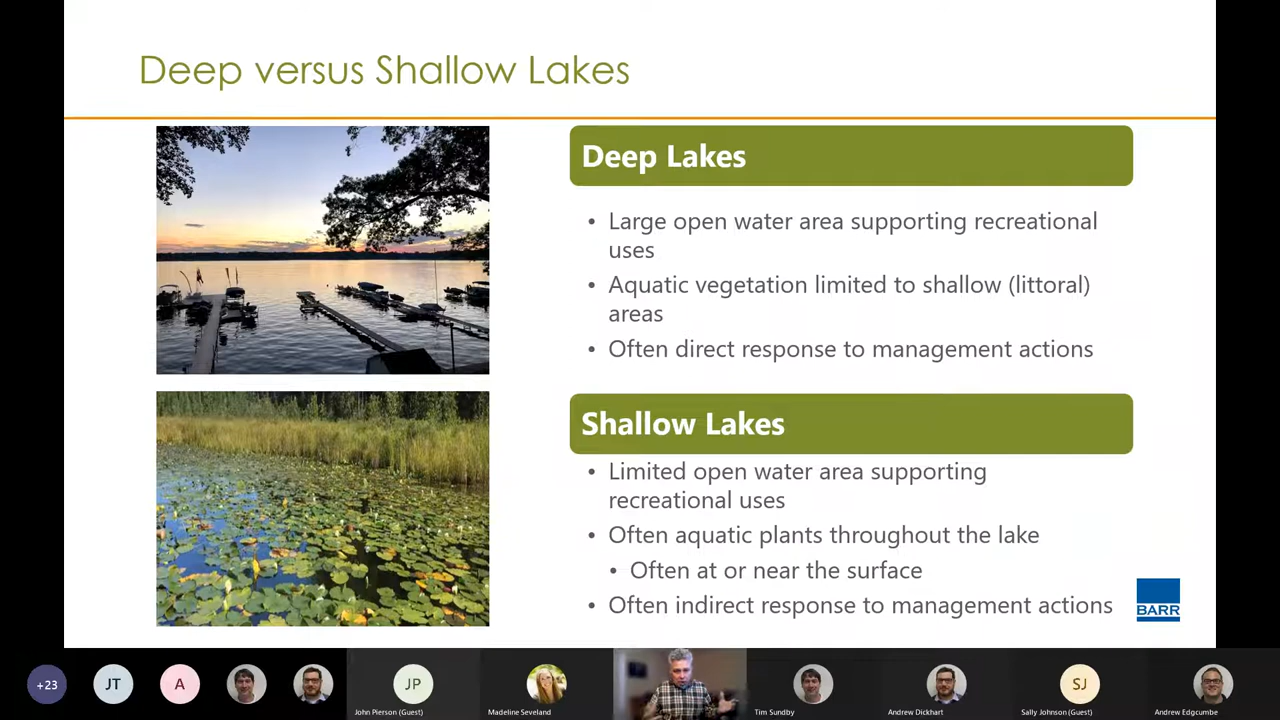 Deep versus Shallow Lakes
Deep Lakes
• Large open water area supporting recreational
uses
• Aquatic vegetation limited to shallow (littoral)
areas
• Often direct response to management actions
Shallow Lakes
• Limited open water area supporting
recreational uses
• Often aquatic plants throughout the lake
• Often at or near the surface
• Often indirect response to management actions
BARR
+23
JT
A
JP
SJ
John Pierson (Guest)
Madeline Seveland
Tim Sundby
Andrew Dickhart
Sally Johnson (Guest)
Andrew Edgcumbe